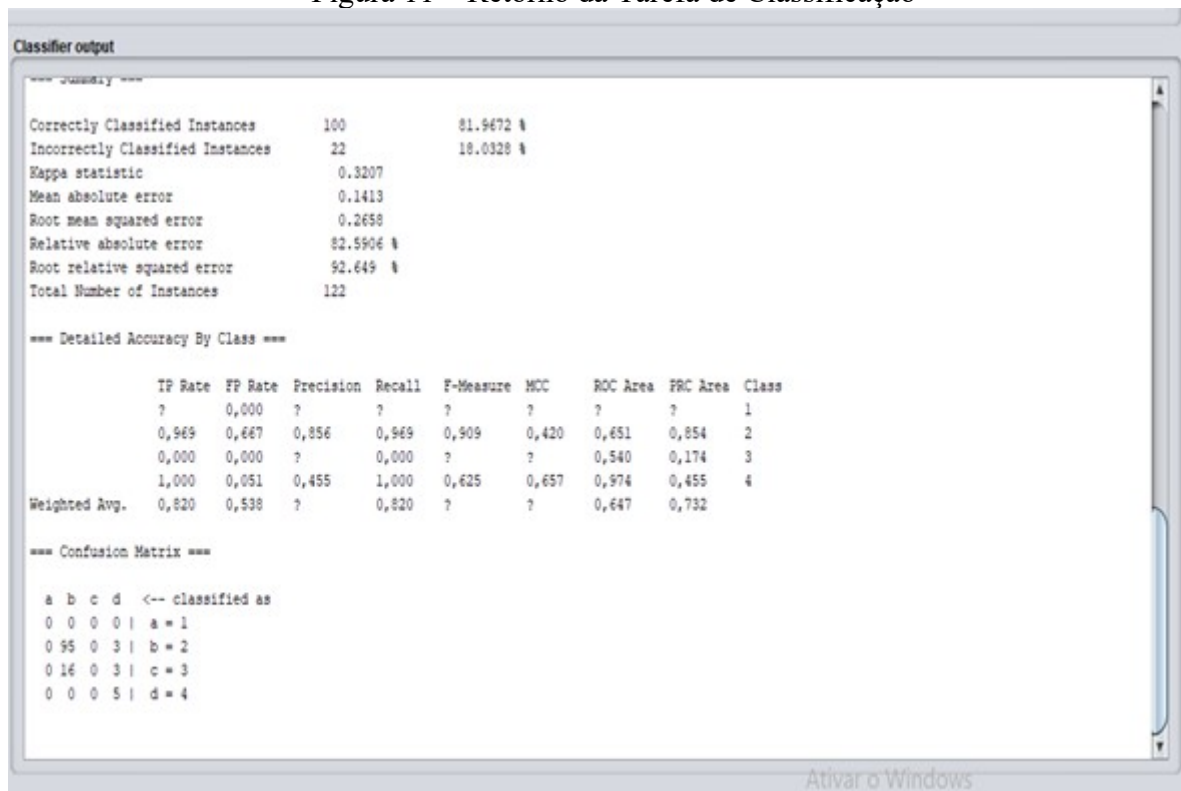 Figura 11 – Retorno da Tarefa de Classificação
Classifier output
=== Summary ===
Correctly Classified Instances 100 81.9672 %
Incorrectly Classified Instances 22 18.0328 %
Kappa statistic 0.3207
Mean absolute error 0.1413
Root mean squared error 0.2658
Relative absolute error 82.5906 %
Root relative squared error 92.649 %
Total Number of Instances 122
=== Detailed Accuracy By Class ===
TP Rate FP Rate Precision Recall F-Measure MCC ROC Area PRC Area Class
? 0,000 ? ? ? ? ? ? 1
0,969 0,667 0,856 0,969 0,909 0,420 0,651 0,854 2
0,000 0,000 ? 0,000 ? ? 0,540 0,174 3
1,000 0,051 0,455 1,000 0,625 0,657 0,974 0,455 4
Weighted Avg. 0,820 0,538 ? 0,820 ? ? 0,647 0,732
=== Confusion Matrix ===
a b c d <-- classified as
0 0 0 0 | a = 1
0 95 0 3 | b = 2
0 16 0 3 | c = 3
0 0 0 5 | d = 4
Ativar o Windows